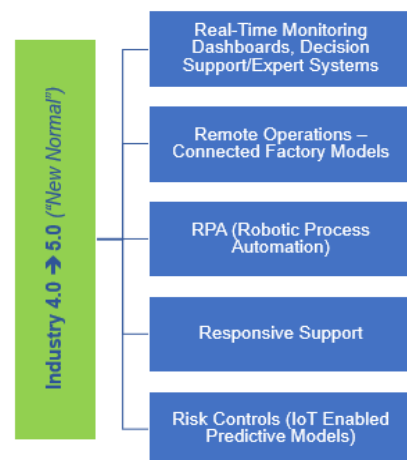 Industry 4.0 → 5.0 ("New Normal")
Real-Time Monitoring
Dashboards, Decision
Support/Expert Systems
Remote Operations –
Connected Factory Models
RPA (Robotic Process
Automation)
Responsive Support
Risk Controls (IoT Enabled
Predictive Models)